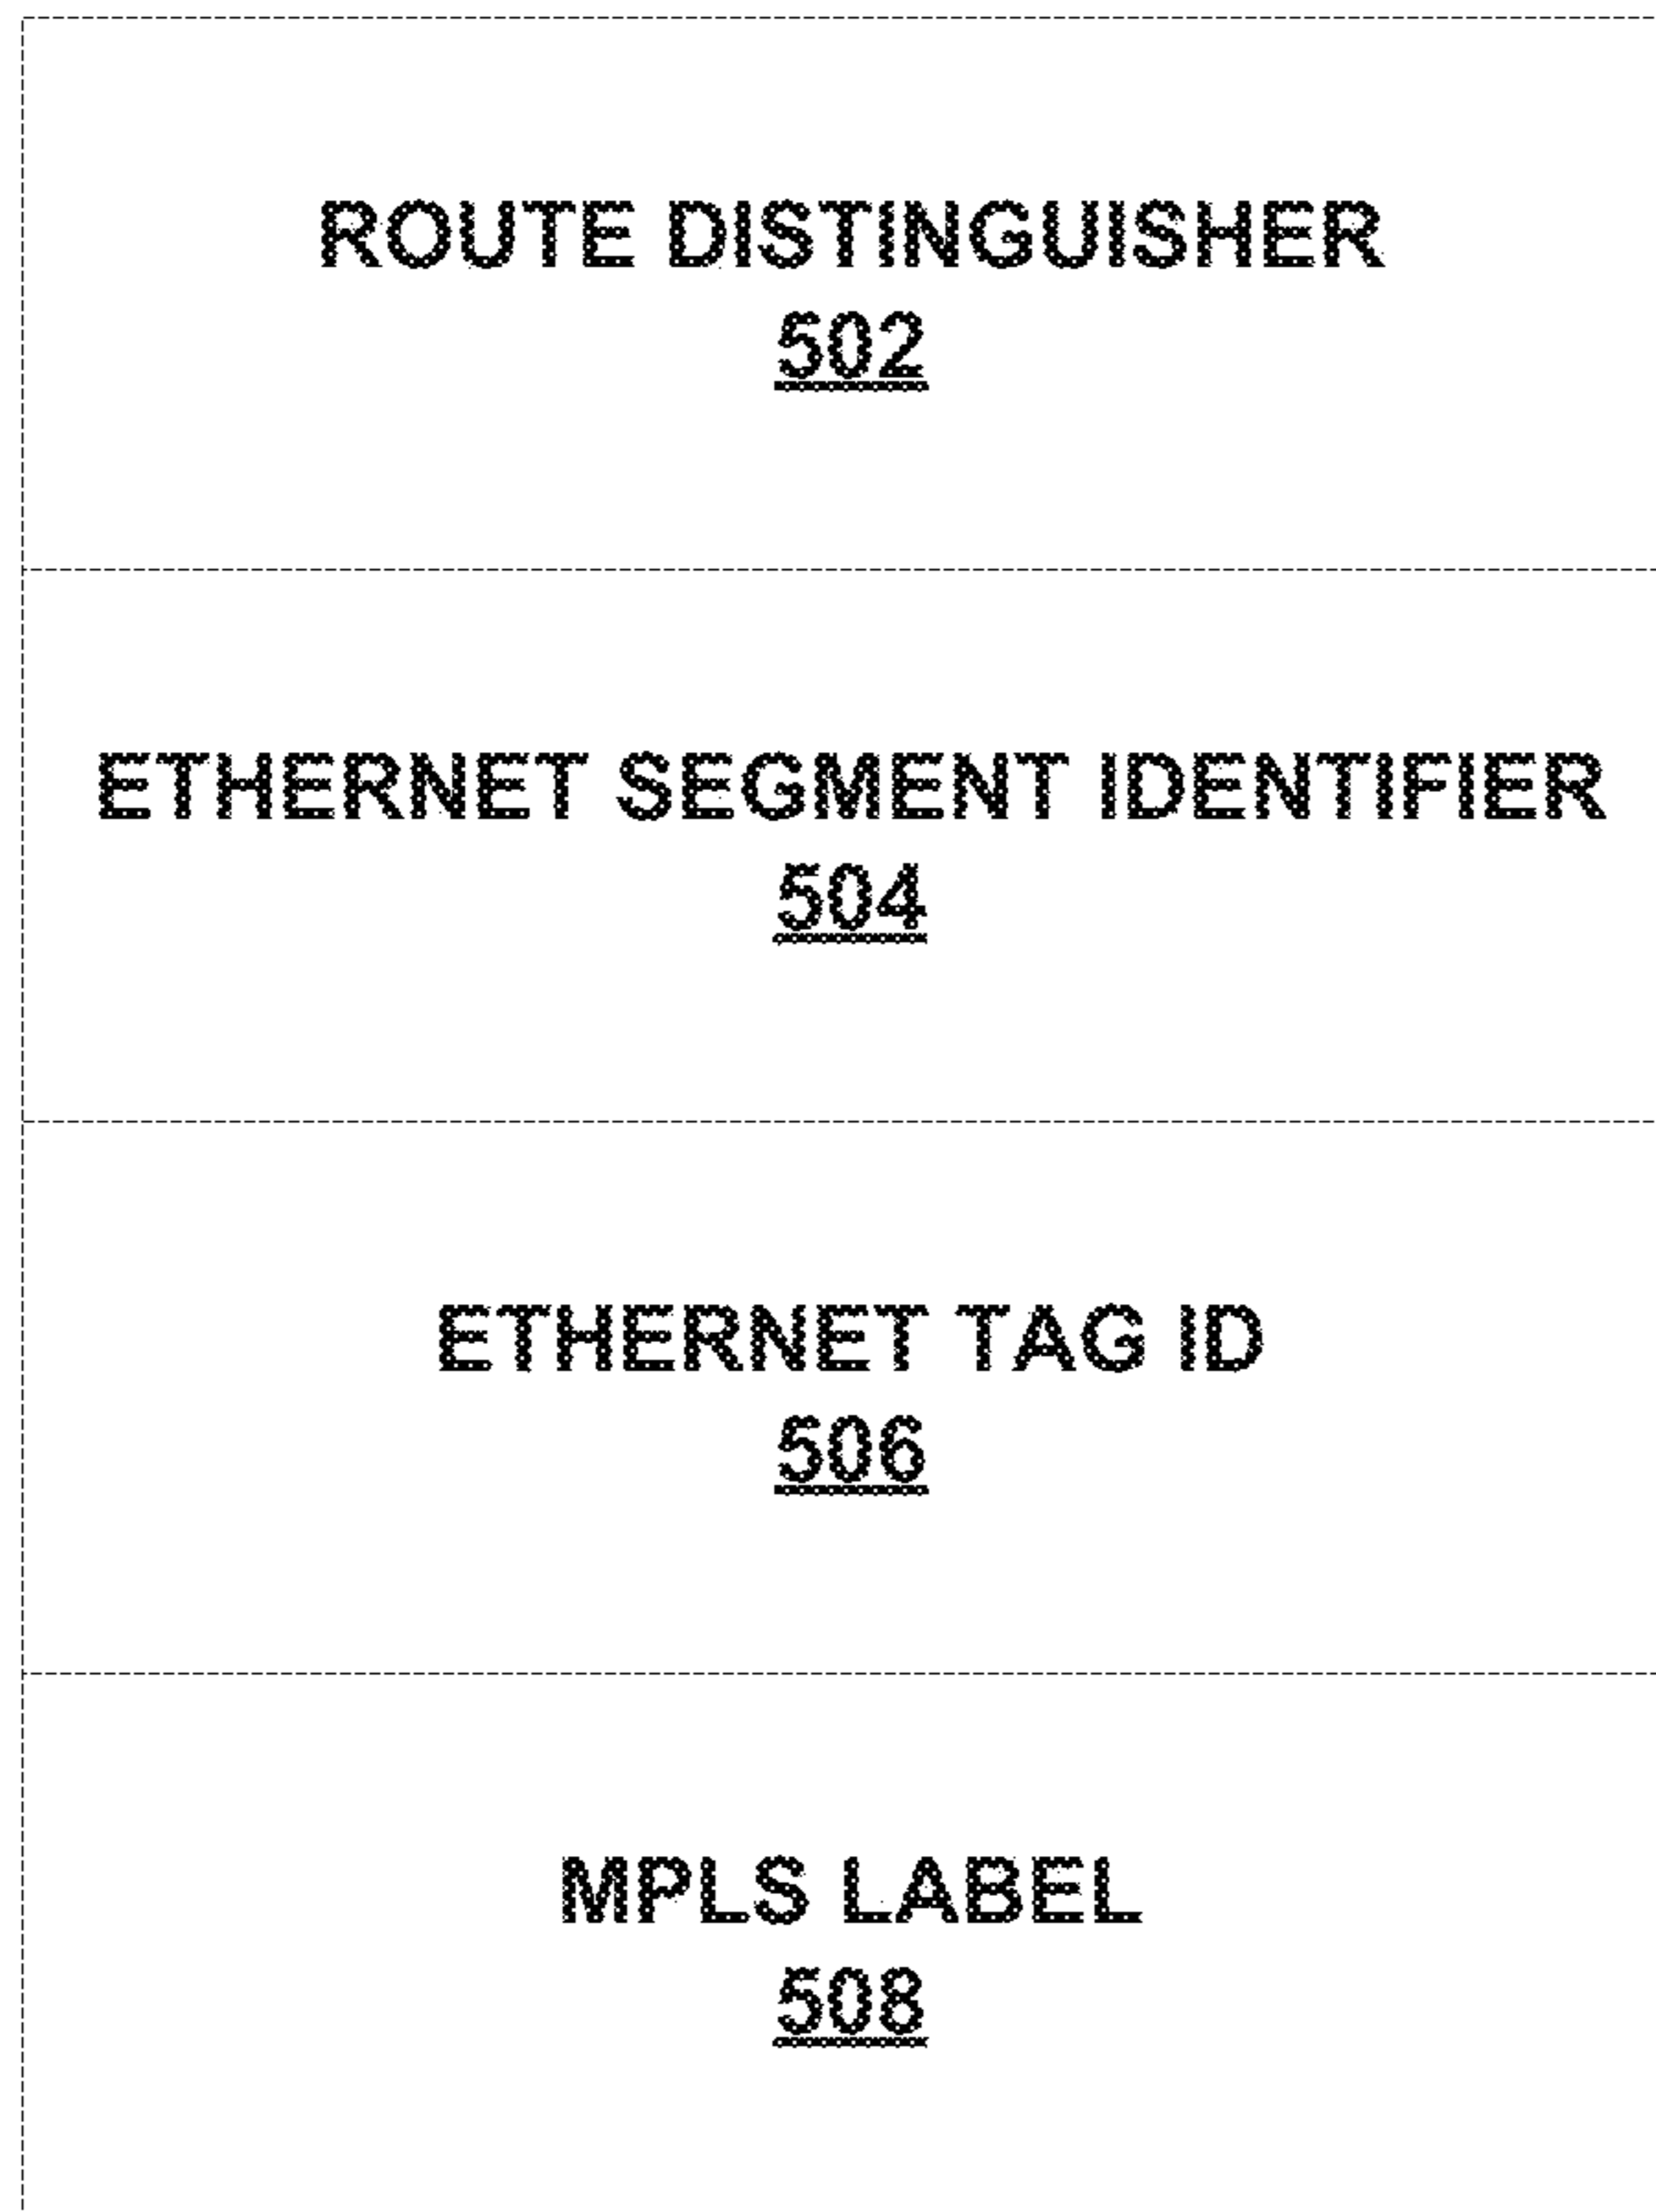 ROUTE DISTINGUISHER
502
ETHERNET SEGMENT IDENTIFIER
504
ETHERNET TAG ID
506
MPLS LABEL
508